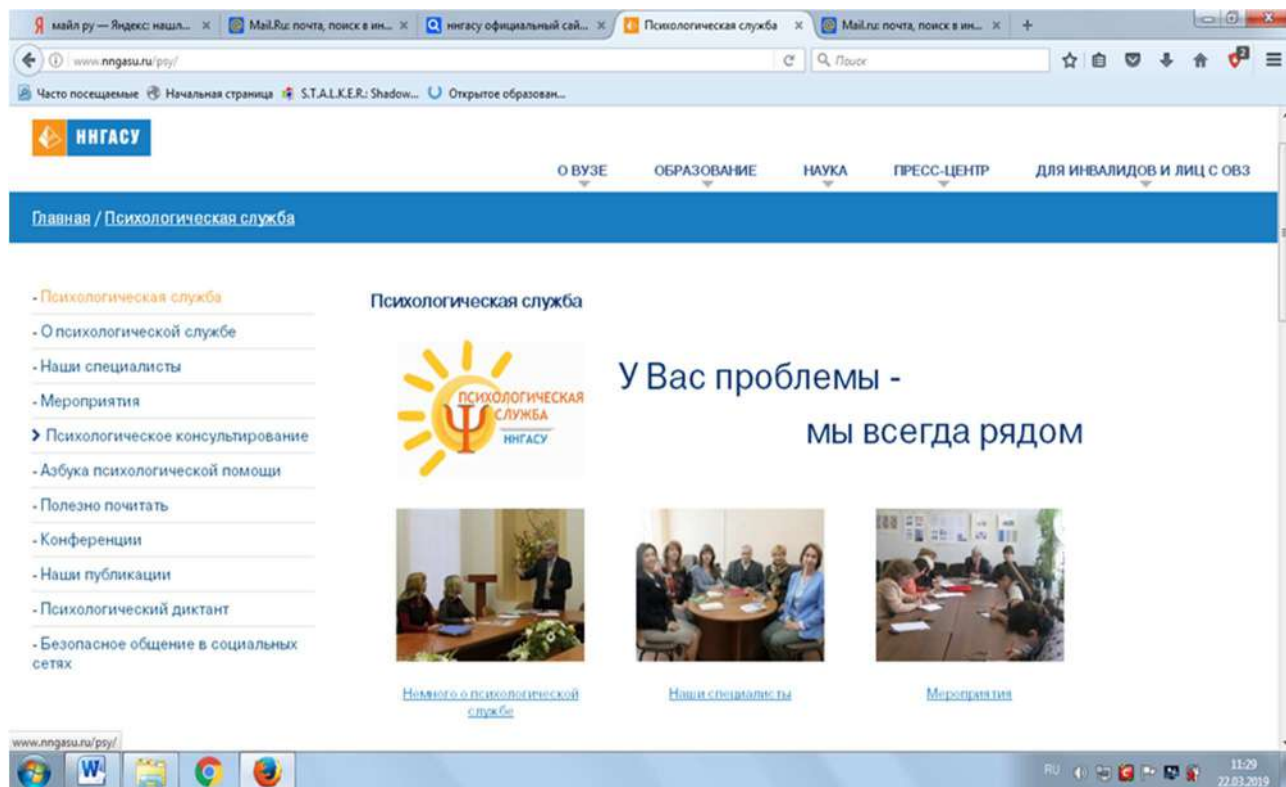 майл ру — Яндекс: нашл...
Mail.Ru: почта, поиск в ин...
ннгасу официальный сай...
Психологическая служба
Mail.ru: почта, поиск в ин...
www.nngasu.ru/psy/
Поиск
2
Часто посещаемые
Начальная страница
S.T.A.L.K.E.R.: Shadow...
Открытое образован...
ННГАСУ
О ВУЗЕ
ОБРАЗОВАНИЕ
НАУКА
ПРЕСС-ЦЕНТР
ДЛЯ ИНВАЛИДОВ И ЛИЦ С ОВЗ
Главная / Психологическая служба
- Психологическая служба
- О психологической службе
- Наши специалисты
- Мероприятия
Психологическое консультирование
- Азбука психологической помощи
- Полезно почитать
- Конференции
- Наши публикации
- Психологический диктант
- Безопасное общение в социальных
сетях
Психологическая служба
ПСИХОЛОГИЧЕСКАЯ
СЛУЖБА
ННГАСУ
У Вас проблемы -
мы всегда рядом
Немного о психологической
службе
Наши специалисты
Мероприятия
www.nngasu.ru/psy/
RU
11:29
22.03.2019